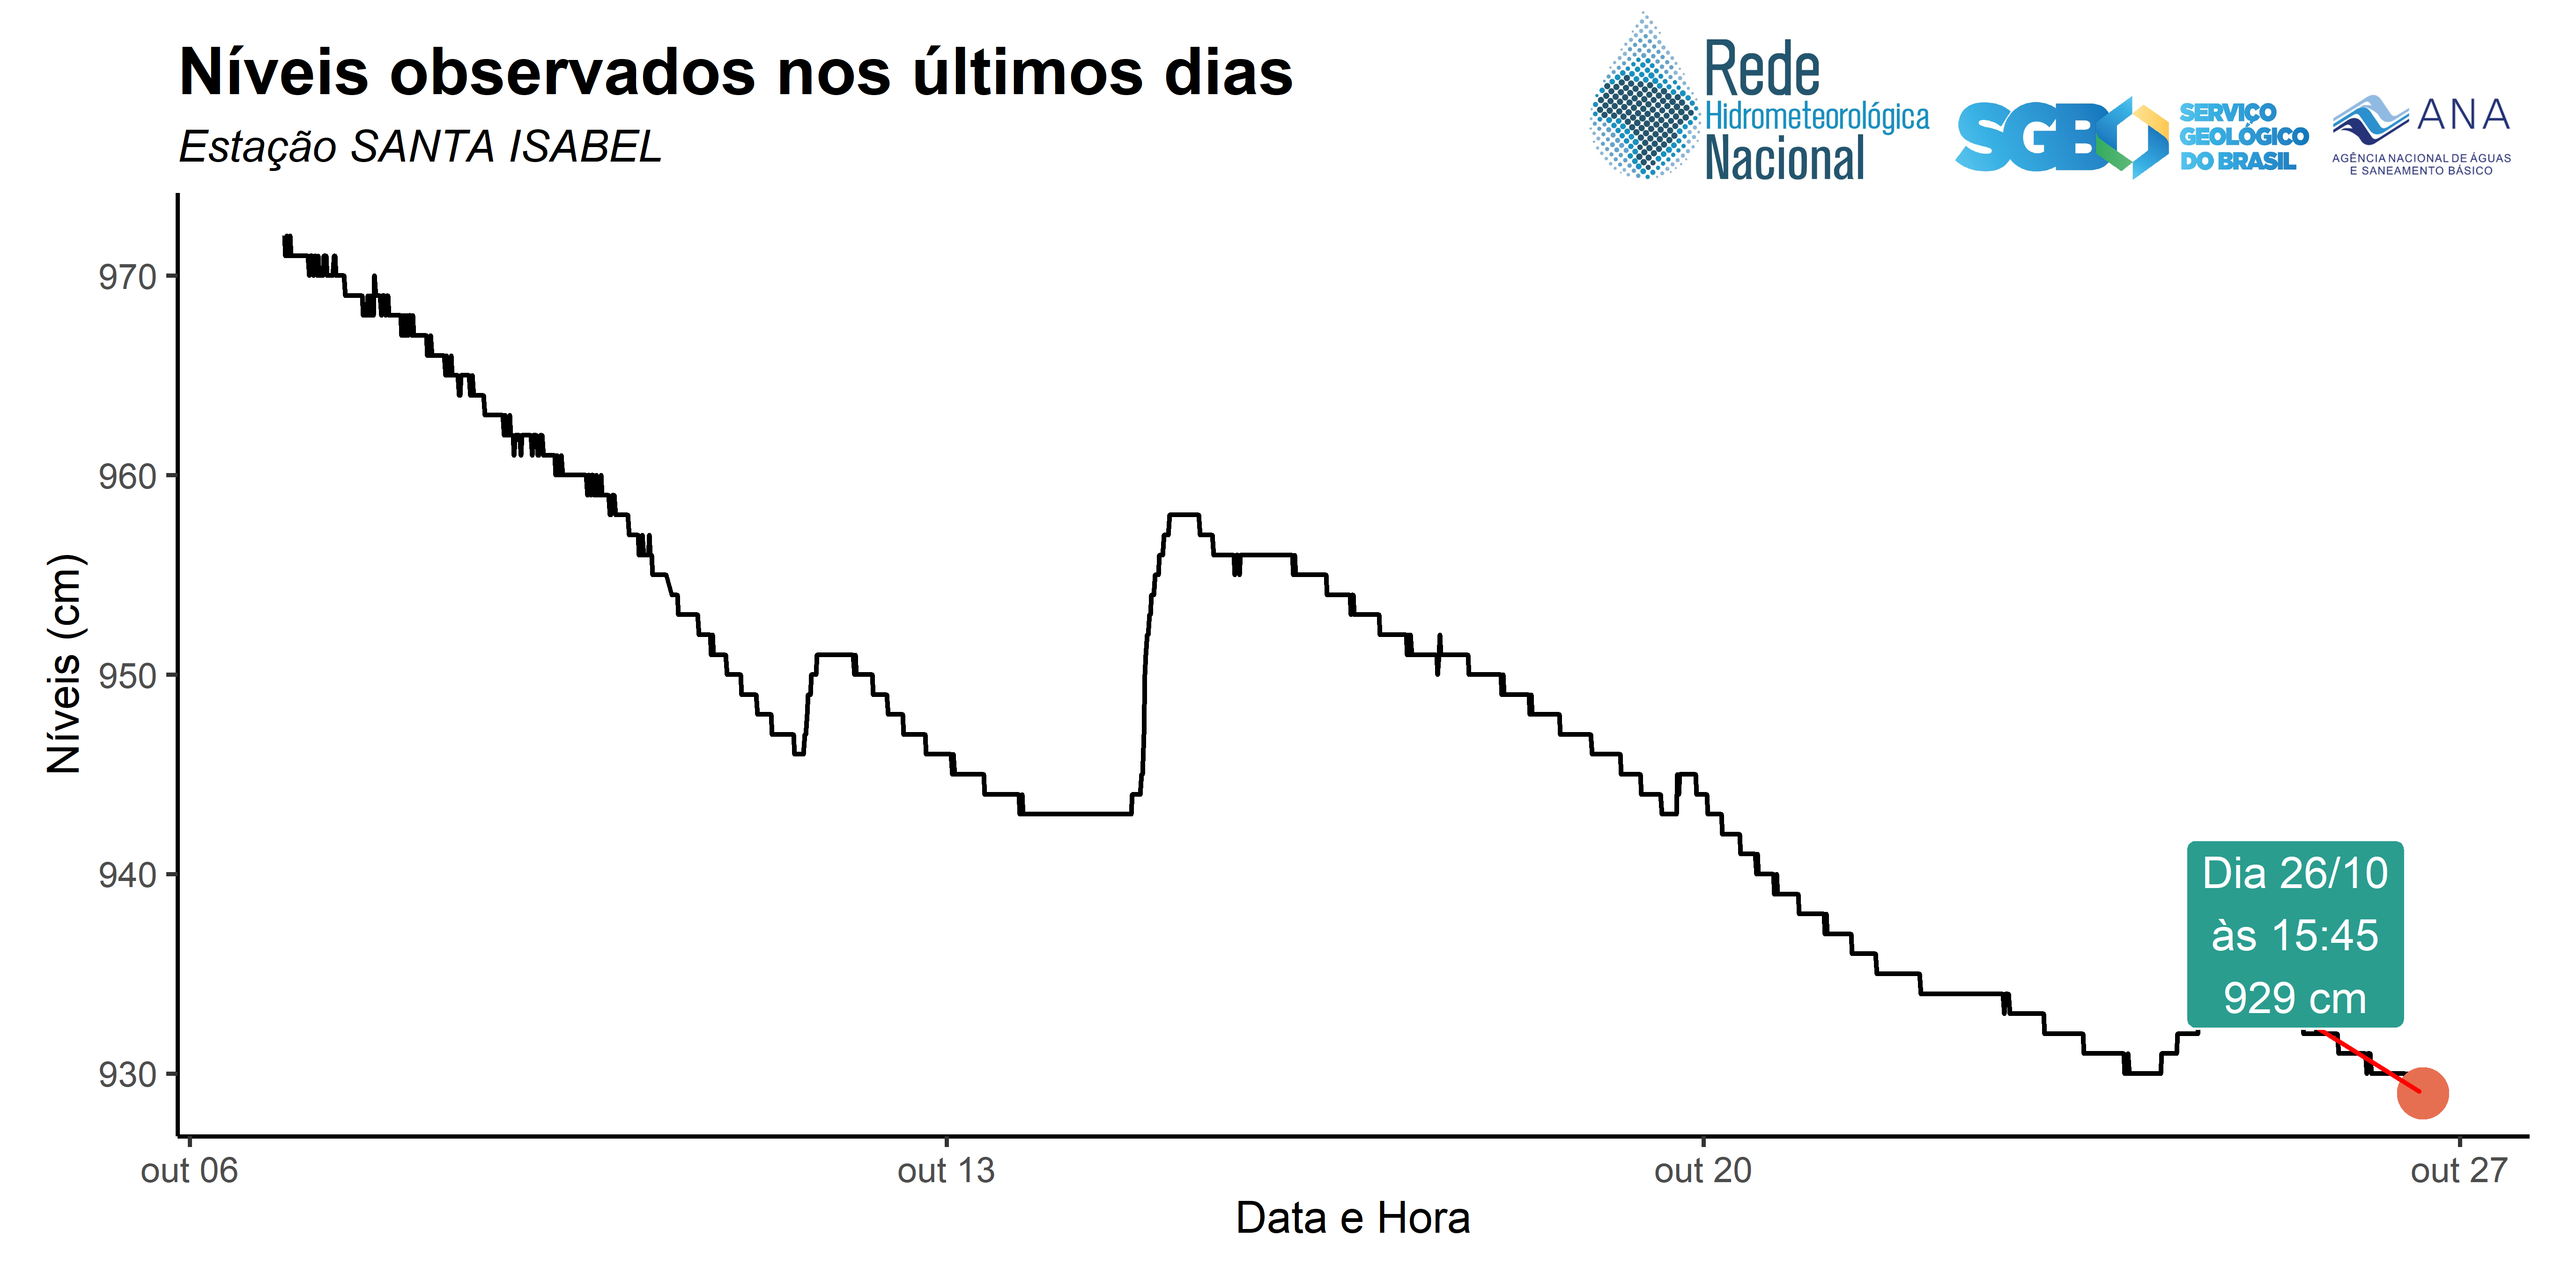 Níveis observados nos últimos dias
Estação SANTA ISABEL
Rede
Hidrometeorológica
Nacional
SGB
SERVIÇO
GEOLÓGICO
DO BRASIL
ANA
AGÊNCIA NACIONAL DE ÁGUAS
E SANEAMENTO BÁSICO
Níveis (cm)
970
960
950
940
930
Dia 26/10
às 15:45
929 cm
out 06
out 13
out 20
out 27
Data e Hora